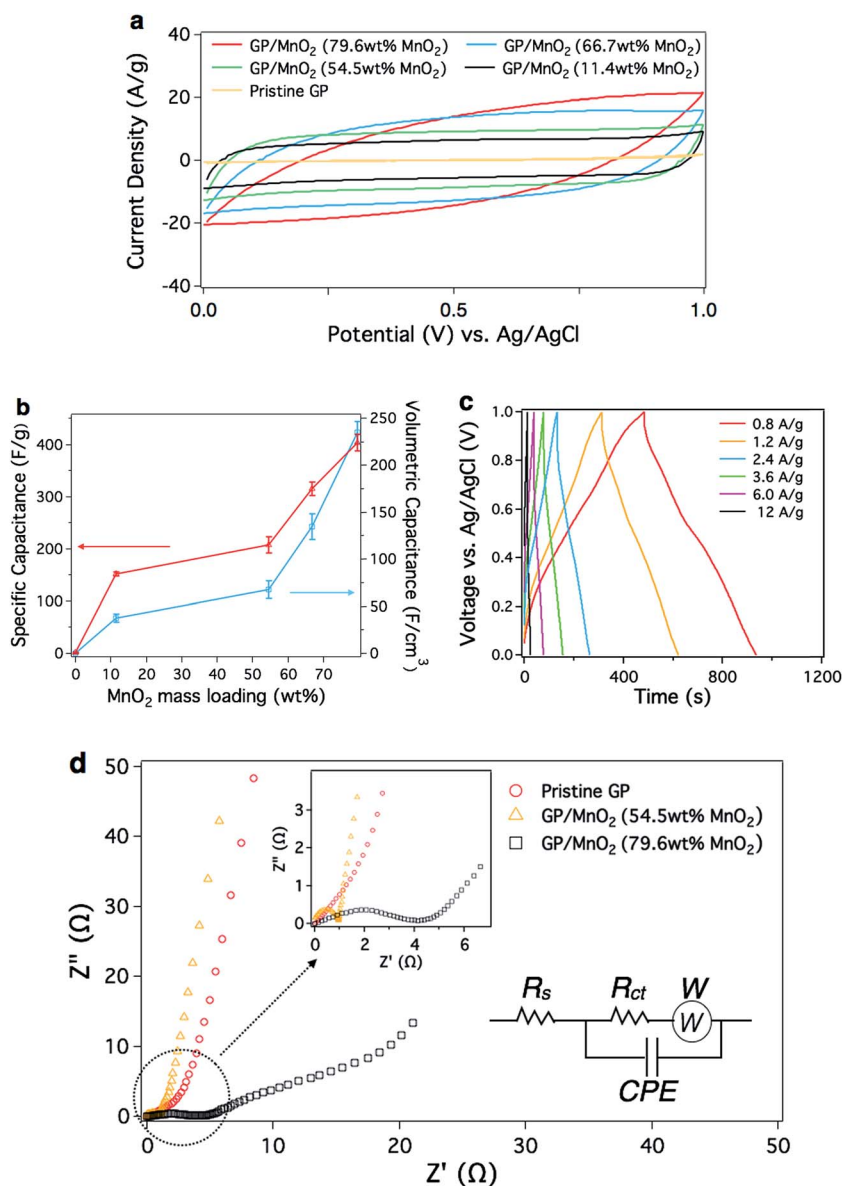 a
GP/MnO₂ (79.6wt% MnO₂)
GP/MnO₂ (66.7wt% MnO₂)
GP/MnO₂ (54.5wt% MnO₂)
GP/MnO₂ (11.4wt% MnO₂)
Pristine GP
Current Density (A/g)
40
20
0
-20
-40
0.0
0.5
1.0
Potential (V) vs. Ag/AgCl
b
Specific Capacitance (F/g)
400
300
200
100
0
Volumetric Capacitance (F/cm³)
250
200
150
100
50
0
0 10 20 30 40 50 60 70
MnO₂ mass loading (wt%)
c
Voltage vs. Ag/AgCl (V)
1.0
0.8
0.6
0.4
0.2
0.0
0.8 A/g
1.2 A/g
2.4 A/g
3.6 A/g
6.0 A/g
12 A/g
0 400 800 1200
Time (s)
d
Z" (Ω)
50
40
30
20
10
0
Z" (Ω)
3
2
1
0
0 2 4 6
Z' (Ω)
Pristine GP
GP/MnO₂ (54.5wt% MnO₂)
GP/MnO₂ (79.6wt% MnO₂)
Rs
Rct
W
W
CPE
0 10 20 30 40 50
Z' (Ω)